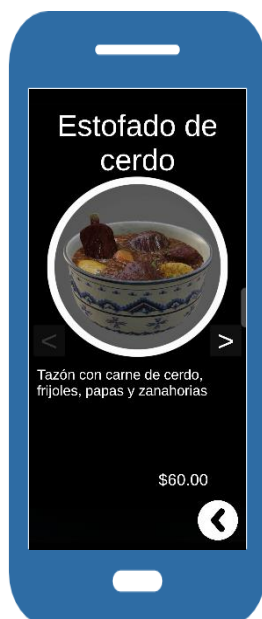 Estofado de
cerdo
< >
Tazón con carne de cerdo,
frijoles, papas y zanahorias
$60.00